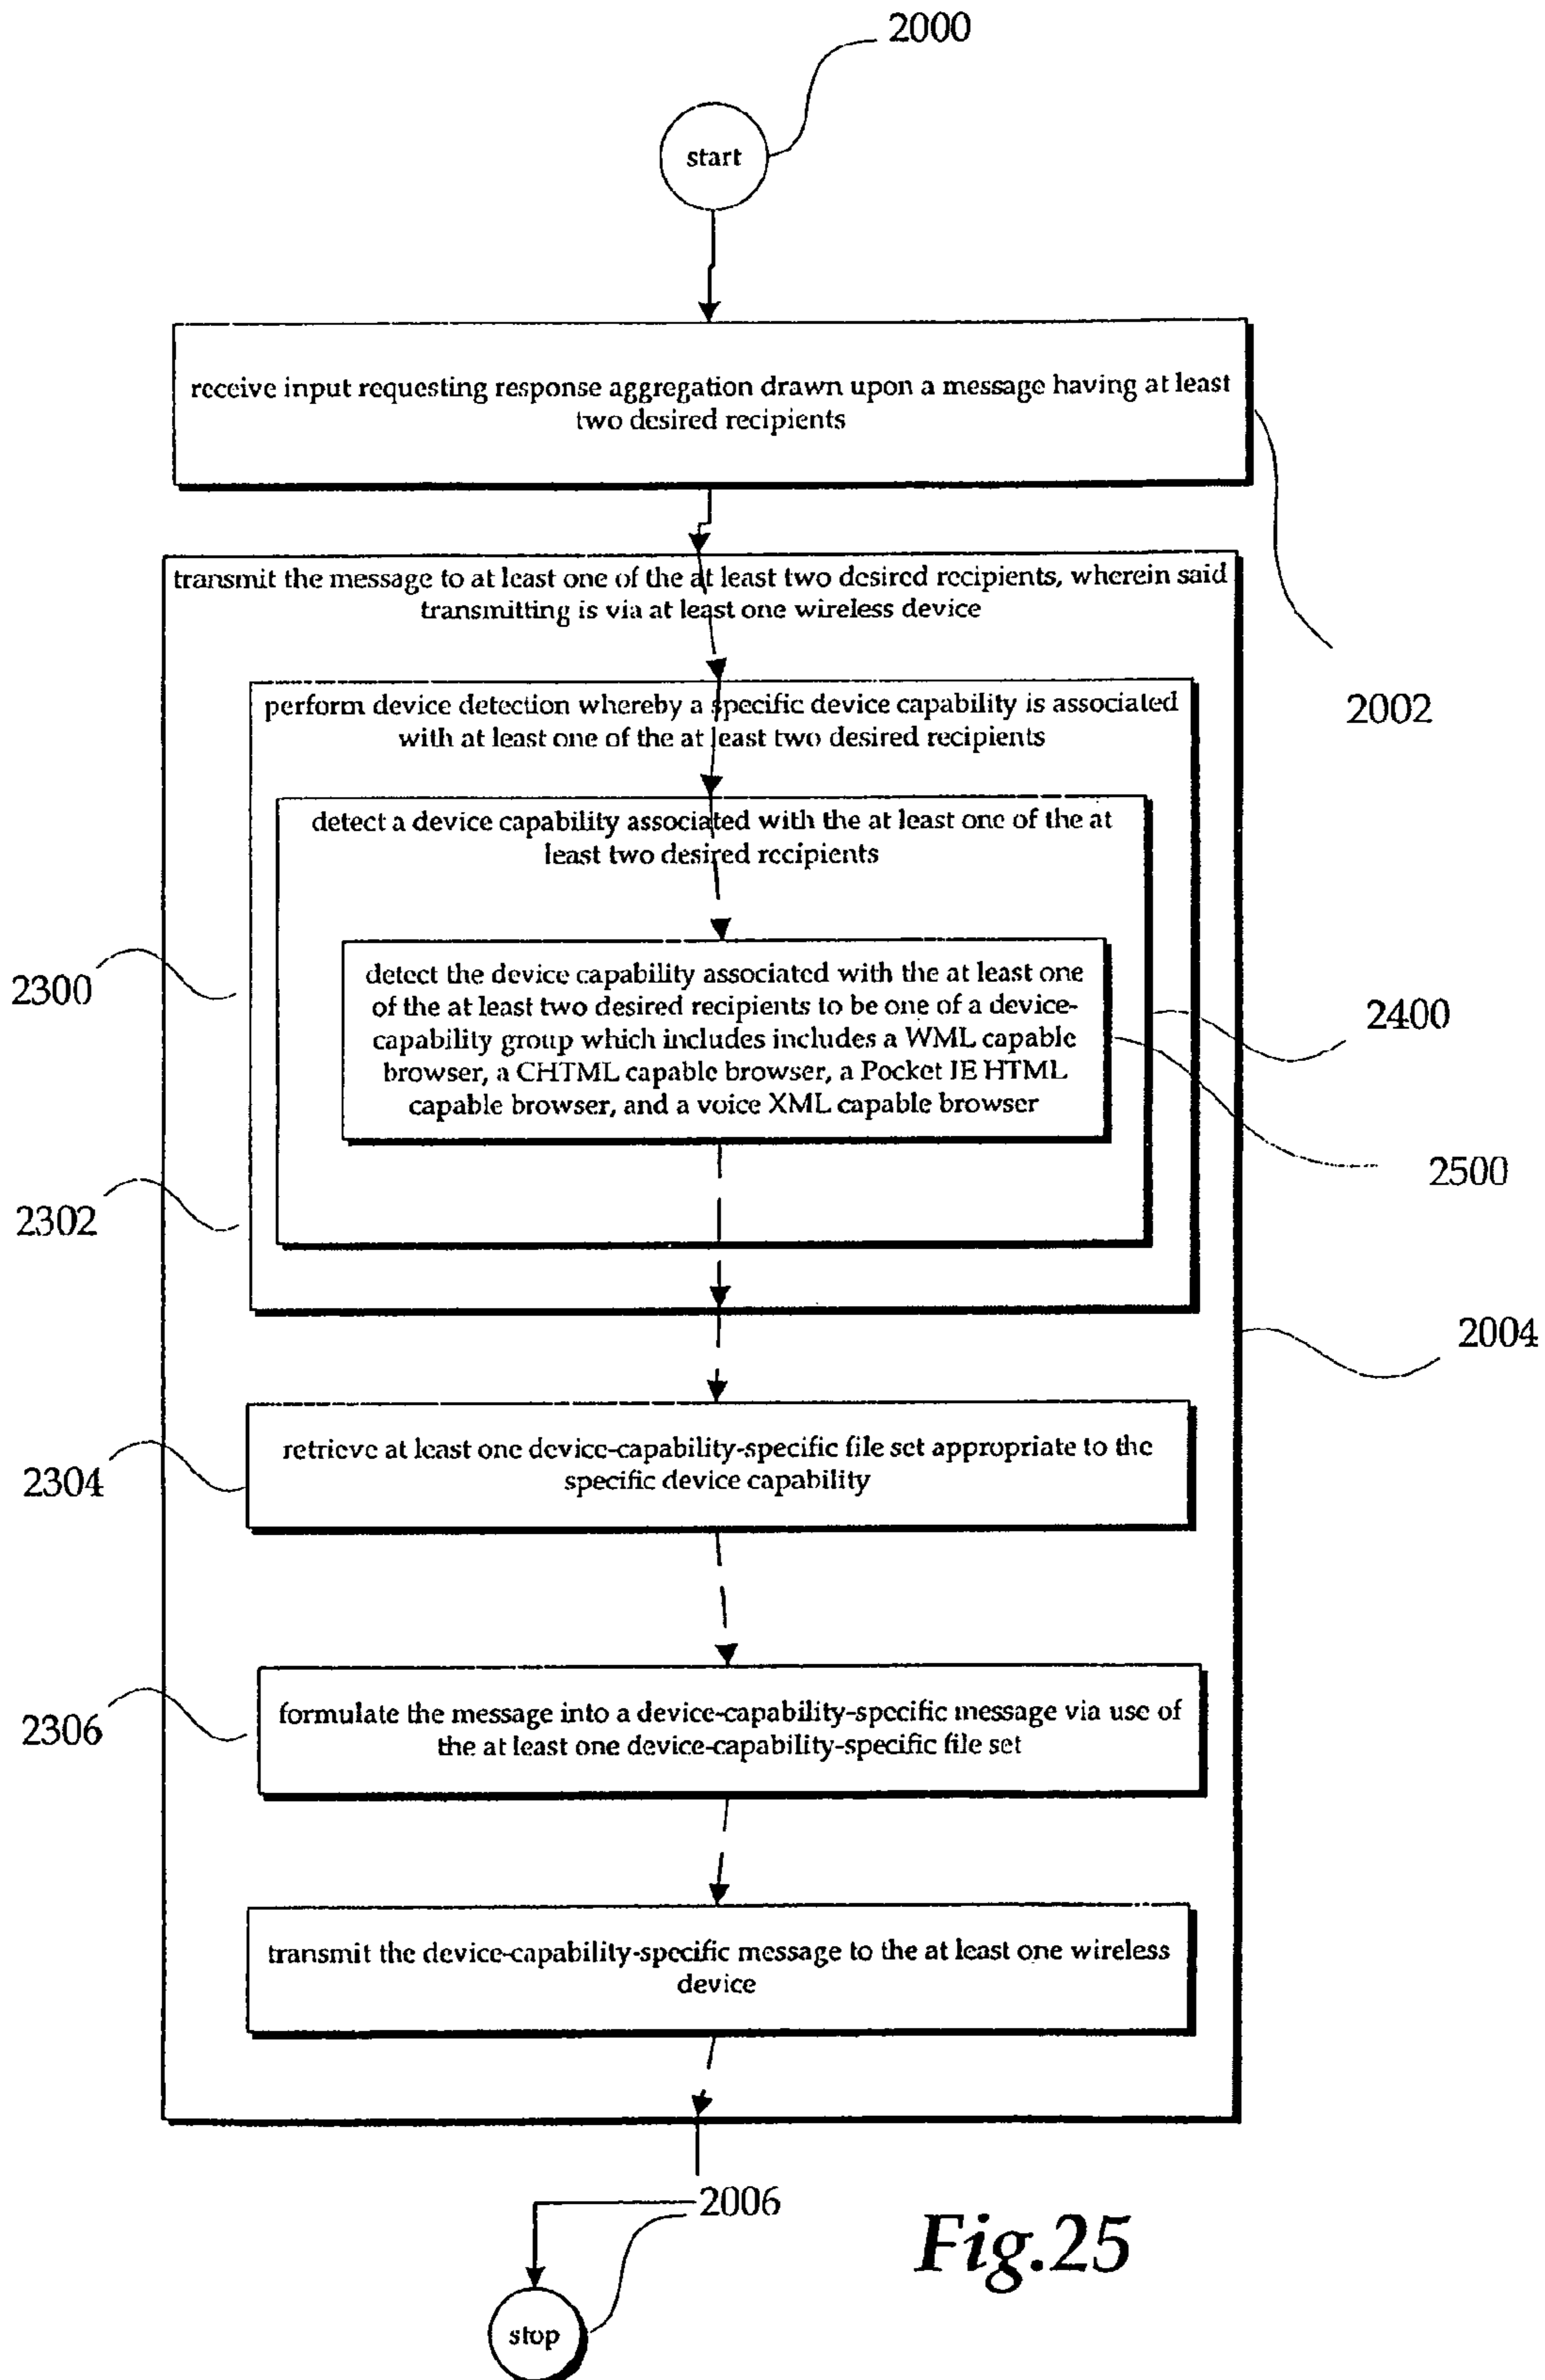 2000
start
receive input requesting response aggregation drawn upon a message having at least
two desired recipients
2002
transmit the message to at least one of the at least two desired recipients, wherein said
transmitting is via at least one wireless device
perform device detection whereby a specific device capability is associated
with at least one of the at least two desired recipients
detect a device capability associated with the at least one of the at
least two desired recipients
detect the device capability associated with the at least one
of the at least two desired recipients to be one of a device-
capability group which includes includes a WML capable
browser, a CHTML capable browser, a Pocket IE HTML
capable browser, and a voice XML capable browser
2300
2400
2500
2302
2004
retrieve at least one device-capability-specific file set appropriate to the
specific device capability
2304
formulate the message into a device-capability-specific message via use of
the at least one device-capability-specific file set
2306
transmit the device-capability-specific message to the at least one wireless
device
2006
Fig.25
stop